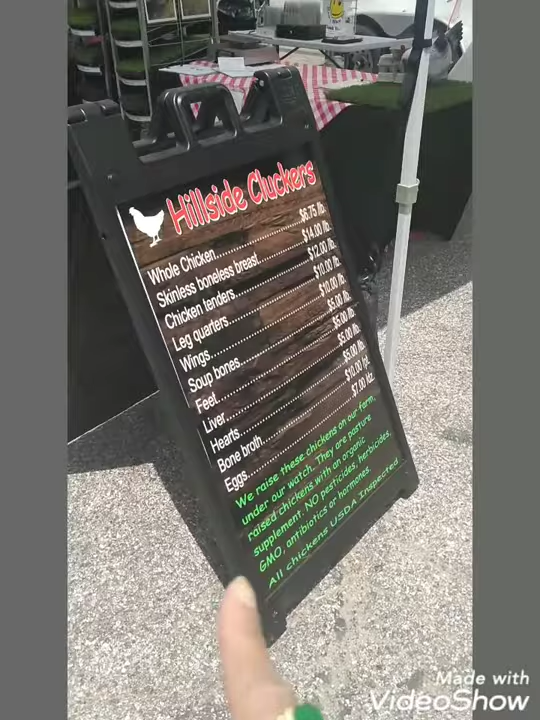 Hillside Cluckers
Whole Chicken....................$6.75 lb.
Skinless boneless breast..........$14.00 lb.
Chicken tenders....................$12.00 lb.
Leg quarters....................$10.00 lb.
Wings....................$10.00 lb.
Soup bones....................$5.00 lb.
Feet....................$5.00 lb.
Liver....................$5.00 lb.
Hearts....................$5.00 lb.
Bone broth....................$10.00
Eggs....................$7.00
We raise these chickens on our farm,
under our watch. They are pasture
raised chickens with an organic
supplement. NO pesticides, herbicides,
GMO, antibiotics or hormones.
All chickens USDA Inspected
Made with
VideoShow